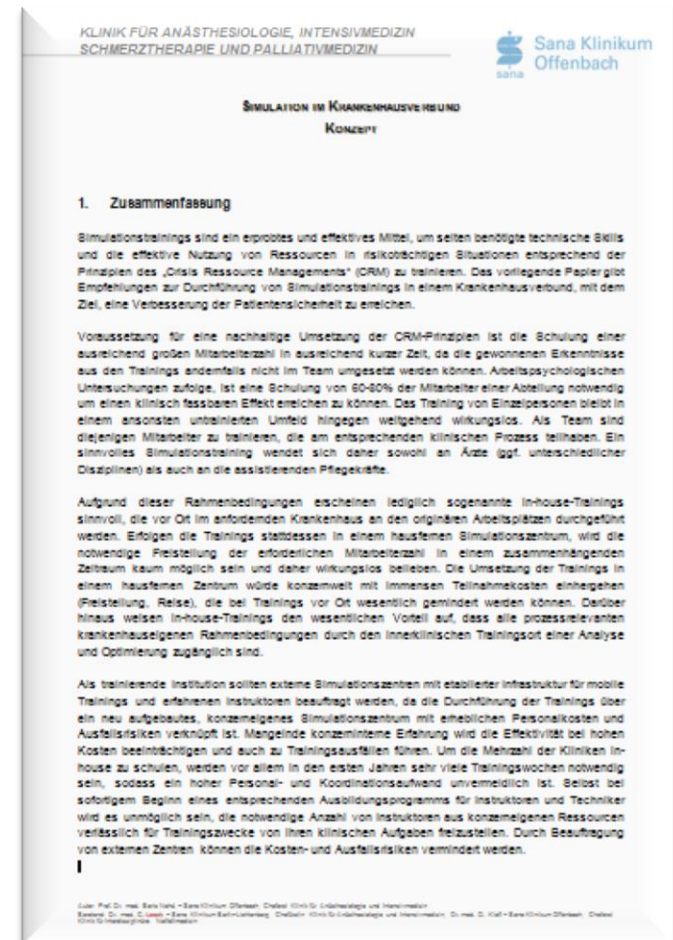 KLINIK FÜR ANÄSTHESIOLOGIE, INTENSIVMEDIZIN
SCHMERZTHERAPIE UND PALLIATIVMEDIZIN
Sana Klinikum
Offenbach
sana
SIMULATION IM KRANKENHAUSVERBUND
KONZEPT
1. Zusammenfassung
Simulationstrainings sind ein erprobtes und effektives Mittel, um selten benötigte technische Skills
und die effektive Nutzung von Ressourcen in risikoträchtigen Situationen entsprechend der
Prinzipien des „Crisis Ressource Managements“ (CRM) zu trainieren. Das vorliegende Papier gibt
Empfehlungen zur Durchführung von Simulationstrainings in einem Krankenhausverbund, mit dem
Ziel, eine Verbesserung der Patientensicherheit zu erreichen.
Voraussetzung für eine nachhaltige Umsetzung der CRM-Prinzipien ist die Schulung einer
ausreichend großen Mitarbeiterzahl in ausreichend kurzer Zeit, da die gewonnenen Erkenntnisse
aus den Trainings andernfalls nicht im Team umgesetzt werden können. Arbeitspsychologischen
Untersuchungen zufolge, ist eine Schulung von 60-80% der Mitarbeiter einer Abteilung notwendig
um einen klinisch fassbaren Effekt erreichen zu können. Das Training von Einzelpersonen bleibt in
einem ansonsten untrainierten Umfeld hingegen weitgehend wirkungslos. Als Team sind
diejenigen Mitarbeiter zu trainieren, die am entsprechenden klinischen Prozess teilhaben. Ein
sinnvolles Simulationstraining wendet sich daher sowohl an Ärzte (ggf. unterschiedlicher
Disziplinen) als auch an die assistierenden Pflegekräfte.
Aufgrund dieser Rahmenbedingungen erscheinen lediglich sogenannte In-house-Trainings
sinnvoll, die vor Ort im anfordernden Krankenhaus an den originären Arbeitsplätzen durchgeführt
werden. Erfolgen die Trainings stattdessen in einem hausfernen Simulationszentrum, wird die
notwendige Freistellung der erforderlichen Mitarbeiterzahl in einem zusammenhängenden
Zeitraum kaum möglich sein und daher wirkungslos belieben. Die Umsetzung der Trainings in
einem hausfernen Zentrum würde konzernweit mit immensen Teilnahmekosten einhergehen
(Freistellung, Reise), die bei Trainings vor Ort wesentlich gemindert werden können. Darüber
hinaus weisen In-house-Trainings den wesentlichen Vorteil auf, dass alle prozessrelevanten
krankenhauseigenen Rahmenbedingungen durch den innerklinischen Trainingsort einer Analyse
und Optimierung zugänglich sind.
Als trainierende Institution sollten externe Simulationszentren mit etablierter Infrastruktur für mobile
Trainings und erfahrenen Instruktoren beauftragt werden, da die Durchführung der Trainings über
ein neu aufgebautes, konzerneigenes Simulationszentrum mit erheblichen Personalkosten und
Ausfallsrisiken verknüpft ist. Mangelnde konzerninterne Erfahrung wird die Effektivität bei hohen
Kosten beeinträchtigen und auch zu Trainingsausfällen führen. Um die Mehrzahl der Kliniken in-
house zu schulen, werden vor allem in den ersten Jahren sehr viele Trainingswochen notwendig
sein, sodass ein hoher Personal- und Koordinationsaufwand unvermeidlich ist. Selbst bei
sofortigem Beginn eines entsprechenden Ausbildungsprogramms für Instruktoren und Techniker
wird es unmöglich sein, die notwendige Anzahl von Instruktoren aus konzerneigenen Ressourcen
verlässlich für Trainingszwecke von ihren klinischen Aufgaben freizustellen. Durch Beauftragung
von externen Zentren können die Kosten- und Ausfallsrisiken vermindert werden.